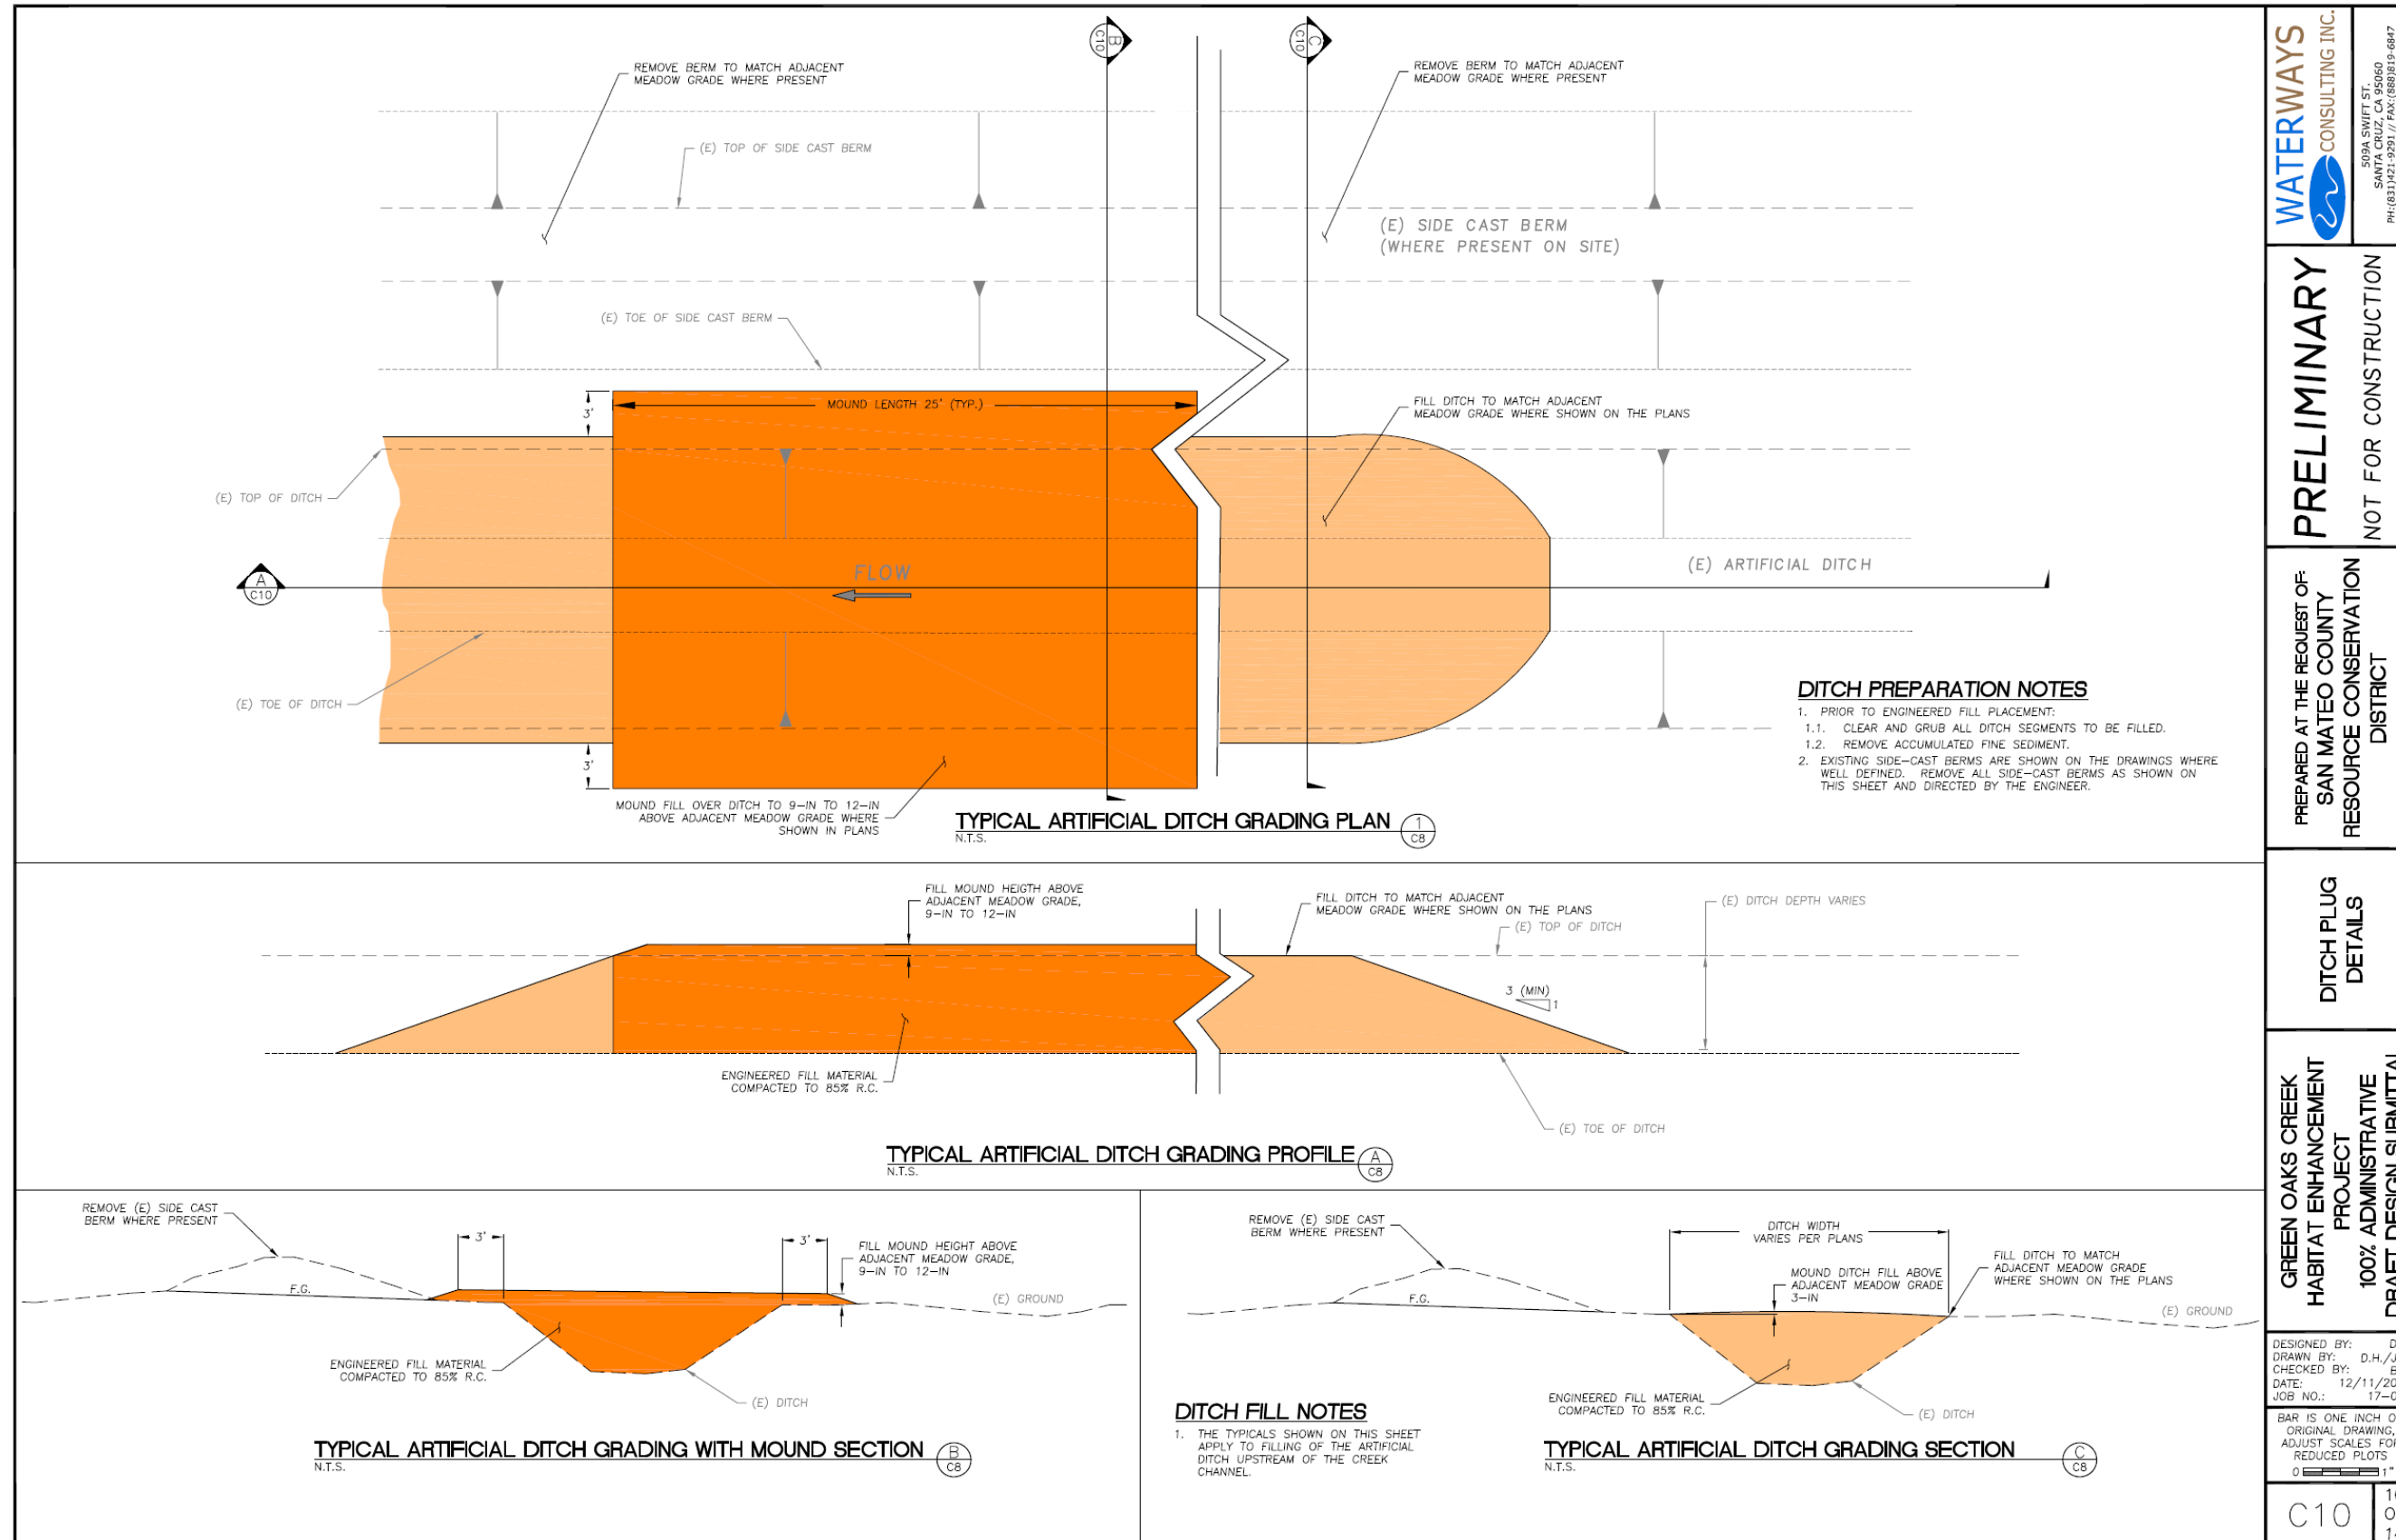 B
C10
C
C10
REMOVE BERM TO MATCH ADJACENT
MEADOW GRADE WHERE PRESENT
REMOVE BERM TO MATCH ADJACENT
MEADOW GRADE WHERE PRESENT
(E) TOP OF SIDE CAST BERM
(E) SIDE CAST BERM
(WHERE PRESENT ON SITE)
(E) TOE OF SIDE CAST BERM
3'
MOUND LENGTH 25' (TYP.)
FILL DITCH TO MATCH ADJACENT
MEADOW GRADE WHERE SHOWN ON THE PLANS
(E) TOP OF DITCH
A
C10
FLOW
(E) ARTIFICIAL DITCH
(E) TOE OF DITCH
3'
MOUND FILL OVER DITCH TO 9-IN TO 12-IN
ABOVE ADJACENT MEADOW GRADE WHERE
SHOWN IN PLANS
DITCH PREPARATION NOTES
1. PRIOR TO ENGINEERED FILL PLACEMENT:
1.1. CLEAR AND GRUB ALL DITCH SEGMENTS TO BE FILLED.
1.2. REMOVE ACCUMULATED FINE SEDIMENT.
2. EXISTING SIDE-CAST BERMS ARE SHOWN ON THE DRAWINGS WHERE
WELL DEFINED. REMOVE ALL SIDE-CAST BERMS AS SHOWN ON
THIS SHEET AND DIRECTED BY THE ENGINEER.
TYPICAL ARTIFICIAL DITCH GRADING PLAN 1
N.T.S. C8
FILL MOUND HEIGTH ABOVE
ADJACENT MEADOW GRADE,
9-IN TO 12-IN
FILL DITCH TO MATCH ADJACENT
MEADOW GRADE WHERE SHOWN ON THE PLANS
(E) TOP OF DITCH
(E) DITCH DEPTH VARIES
3 (MIN)
1
ENGINEERED FILL MATERIAL
COMPACTED TO 85% R.C.
(E) TOE OF DITCH
TYPICAL ARTIFICIAL DITCH GRADING PROFILE A
N.T.S. C8
REMOVE (E) SIDE CAST
BERM WHERE PRESENT
3'
3'
FILL MOUND HEIGHT ABOVE
ADJACENT MEADOW GRADE,
9-IN TO 12-IN
F.G.
(E) GROUND
ENGINEERED FILL MATERIAL
COMPACTED TO 85% R.C.
(E) DITCH
TYPICAL ARTIFICIAL DITCH GRADING WITH MOUND SECTION B
N.T.S. C8
REMOVE (E) SIDE CAST
BERM WHERE PRESENT
DITCH WIDTH
VARIES PER PLANS
MOUND DITCH FILL ABOVE
ADJACENT MEADOW GRADE
3-IN
FILL DITCH TO MATCH
ADJACENT MEADOW GRADE
WHERE SHOWN ON THE PLANS
F.G.
(E) GROUND
ENGINEERED FILL MATERIAL
COMPACTED TO 85% R.C.
(E) DITCH
DITCH FILL NOTES
1. THE TYPICALS SHOWN ON THIS SHEET
APPLY TO FILLING OF THE ARTIFICIAL
DITCH UPSTREAM OF THE CREEK
CHANNEL.
TYPICAL ARTIFICIAL DITCH GRADING SECTION C
N.T.S. C8
WATERWAYS
CONSULTING INC.
509A SWIFT ST.
SANTA CRUZ, CA 95060
PH:(831)421-9291 // FAX:(888)819-6847
PRELIMINARY
NOT FOR CONSTRUCTION
PREPARED AT THE REQUEST OF:
SAN MATEO COUNTY
RESOURCE CONSERVATION
DISTRICT
DITCH PLUG
DETAILS
GREEN OAKS CREEK
HABITAT ENHANCEMENT
PROJECT
100% ADMINISTRATIVE
DRAFT DESIGN SUBMITTAL
DESIGNED BY:
DRAWN BY: D.H./
CHECKED BY:
DATE: 12/11/20
JOB NO.: 17-0
BAR IS ONE INCH O
ORIGINAL DRAWING,
ADJUST SCALES FOR
REDUCED PLOTS
0 1"
C10